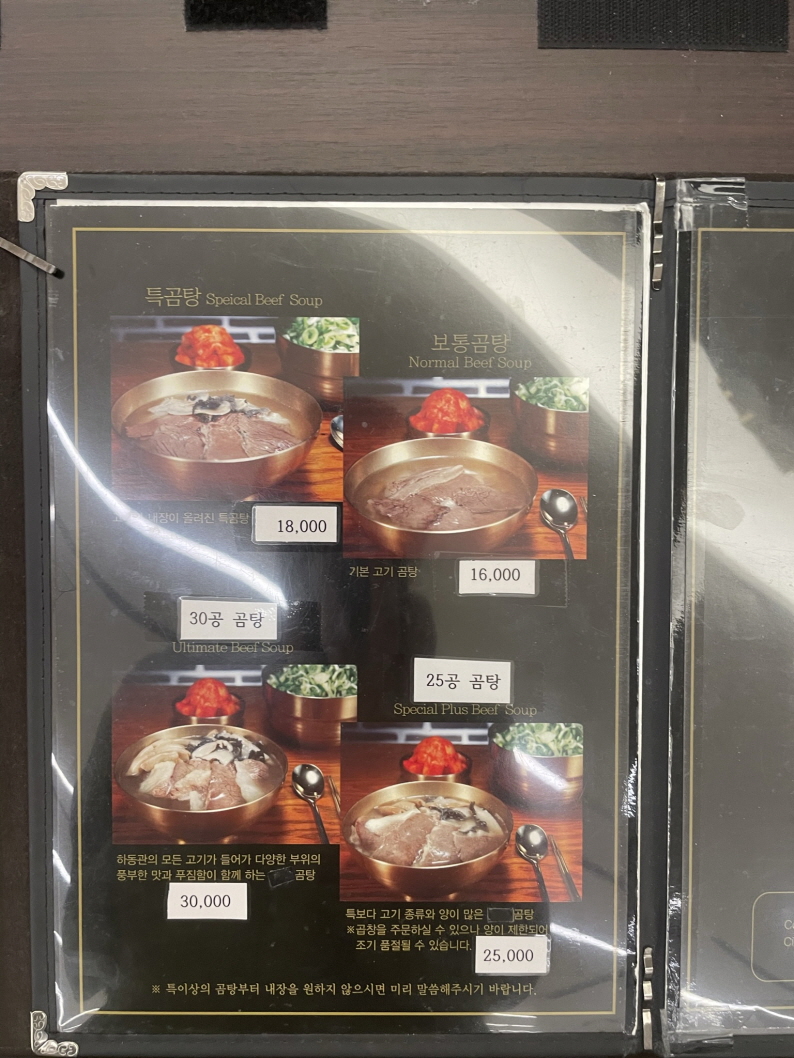 특곰탕 Speical Beef Soup
보통곰탕
Normal Beef Soup
내장이 올려진 특곰탕
18,000
기본 고기 곰탕
16,000
30공 곰탕
Ultimate Beef Soup
25공 곰탕
Special Plus Beef Soup
하동관의 모든 고기가 들어가 다양한 부위의
풍부한 맛과 푸짐함이 함께 하는 곰탕
30,000
특보다 고기 종류와 양이 많은 곰탕
※곱창을 주문하실 수 있으나 양이 제한되어
조기 품절될 수 있습니다.
25,000
※ 특이상의 곰탕부터 내장을 원하지 않으시면 미리 말씀해주시기 바랍니다.